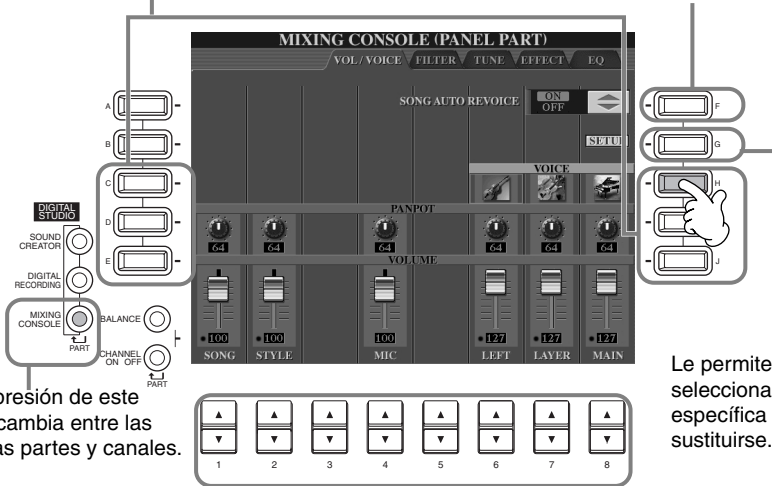 MIXING CONSOLE (PANEL PART)
VOL / VOICE FILTER TUNE EFFECT EQ
SONG AUTO REVOICE ON
OFF
SETUP
VOICE
PANPOT
64 64 64 64 64 64
VOLUME
100 100 100 127 127 127
SONG STYLE MIC LEFT LAYER MAIN
A
B
C
D
E
F
G
H
J
DIGITAL
STUDIO
SOUND
CREATOR
DIGITAL
RECORDING
MIXING
CONSOLE
PART
BALANCE
CHANNEL
ON OFF
PART
presión de este
cambia entre las
as partes y canales.
1 2 3 4 5 6 7 8
Le permite
selecciona
específica
sustituirse.